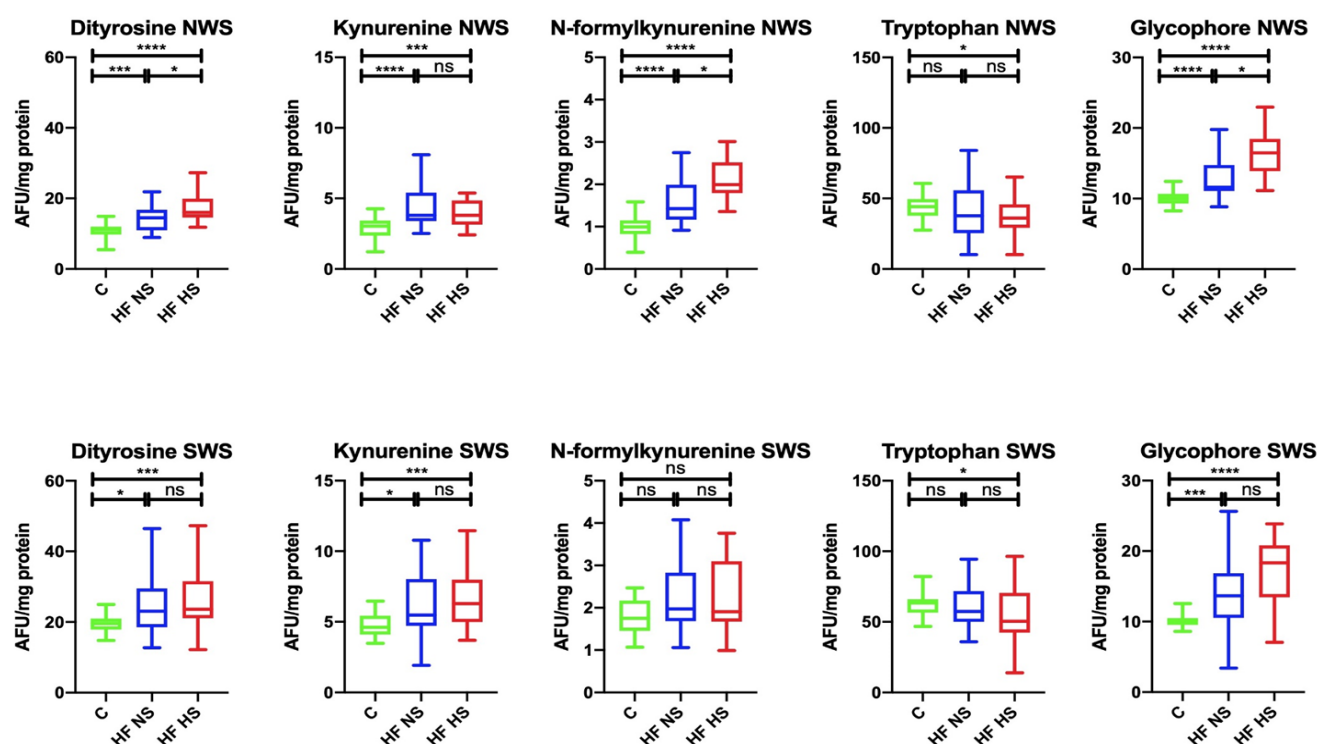 Dityrosine NWS
AFU/mg protein
60
40
20
0
****
***
*
C
HF NS
HF HS
Kynurenine NWS
AFU/mg protein
15
10
5
0
***
****
ns
C
HF NS
HF HS
N-formylkynurenine NWS
AFU/mg protein
5
4
3
2
1
0
****
****
*
C
HF NS
HF HS
Tryptophan NWS
AFU/mg protein
150
100
50
0
*
ns
ns
C
HF NS
HF HS
Glycophore NWS
AFU/mg protein
30
20
10
0
****
****
*
C
HF NS
HF HS
Dityrosine SWS
AFU/mg protein
60
40
20
0
***
*
ns
C
HF NS
HF HS
Kynurenine SWS
AFU/mg protein
15
10
5
0
***
*
ns
C
HF NS
HF HS
N-formylkynurenine SWS
AFU/mg protein
5
4
3
2
1
0
ns
ns
ns
C
HF NS
HF HS
Tryptophan SWS
AFU/mg protein
150
100
50
0
*
ns
ns
C
HF NS
HF HS
Glycophore SWS
AFU/mg protein
30
20
10
0
****
***
ns
C
HF NS
HF HS